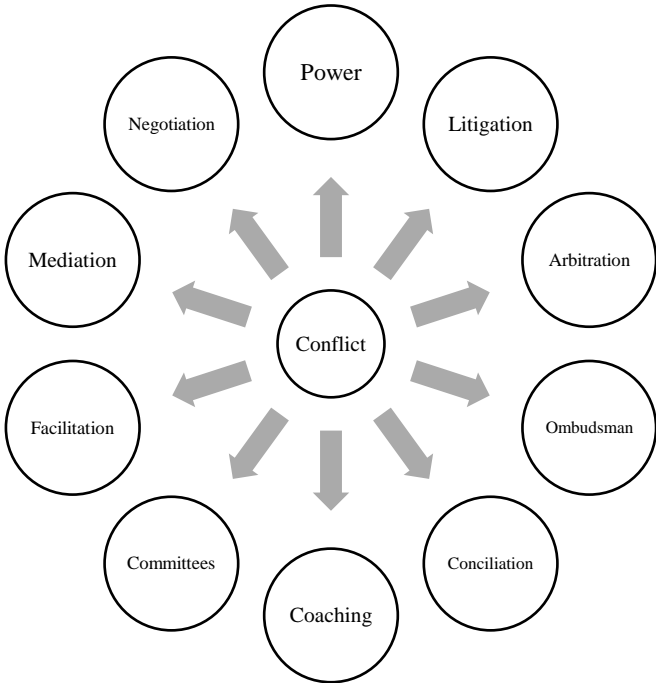 Power
Negotiation
Litigation
Mediation
Arbitration
Conflict
Facilitation
Ombudsman
Committees
Conciliation
Coaching